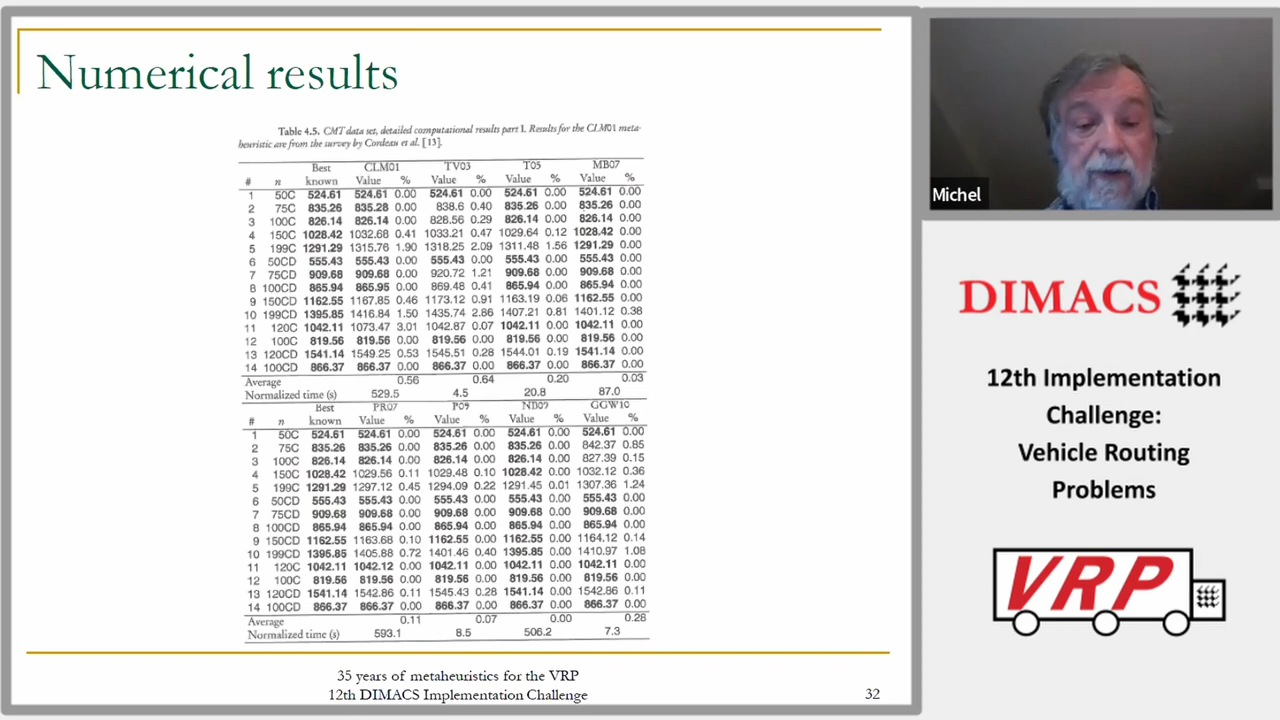 Numerical results
Table 4.5. CMT data set, detailed computational results part I. Results for the CLM01 meta-
heuristic are from the survey by Cordeau et al. [13].
Best CLM01 TV03 T05 MB07
# n known Value % Value % Value % Value %
1 50C 524.61 524.61 0.00 524.61 0.00 524.61 0.00 524.61 0.00
2 75C 835.26 835.28 0.00 838.6 0.40 835.26 0.00 835.26 0.00
3 100C 826.14 826.14 0.00 828.56 0.29 826.14 0.00 826.14 0.00
4 150C 1028.42 1032.68 0.41 1033.21 0.47 1029.64 0.12 1028.42 0.00
5 199C 1291.29 1315.76 1.90 1318.25 2.09 1311.48 1.56 1291.29 0.00
6 50CD 555.43 555.43 0.00 555.43 0.00 555.43 0.00 555.43 0.00
7 75CD 909.68 909.68 0.00 920.72 1.21 909.68 0.00 909.68 0.00
8 100CD 865.94 865.95 0.00 869.48 0.41 865.94 0.00 865.94 0.00
9 150CD 1162.55 1167.85 0.46 1173.12 0.91 1163.19 0.06 1162.55 0.00
10 199CD 1395.85 1416.84 1.50 1435.74 2.86 1407.21 0.81 1401.12 0.38
11 120C 1042.11 1073.47 3.01 1042.87 0.07 1042.11 0.00 1042.11 0.00
12 100C 819.56 819.56 0.00 819.56 0.00 819.56 0.00 819.56 0.00
13 120CD 1541.14 1549.25 0.53 1545.51 0.28 1544.01 0.19 1541.14 0.00
14 100CD 866.37 866.37 0.00 866.37 0.00 866.37 0.00 866.37 0.00
Average 0.56 0.64 0.20 0.03
Normalized time (s) 529.5 4.5 20.8 87.0
Best PR07 P09 ND09 GGW10
# n known Value % Value % Value % Value %
1 50C 524.61 524.61 0.00 524.61 0.00 524.61 0.00 524.61 0.00
2 75C 835.26 835.26 0.00 835.26 0.00 835.26 0.00 842.37 0.85
3 100C 826.14 826.14 0.00 826.14 0.00 826.14 0.00 827.39 0.15
4 150C 1028.42 1029.56 0.11 1029.48 0.10 1028.42 0.00 1032.12 0.36
5 199C 1291.29 1297.12 0.45 1294.09 0.22 1291.45 0.01 1307.36 1.24
6 50CD 555.43 555.43 0.00 555.43 0.00 555.43 0.00 555.43 0.00
7 75CD 909.68 909.68 0.00 909.68 0.00 909.68 0.00 909.68 0.00
8 100CD 865.94 865.94 0.00 865.94 0.00 865.94 0.00 865.94 0.00
9 150CD 1162.55 1163.68 0.10 1162.55 0.00 1162.55 0.00 1164.12 0.14
10 199CD 1395.85 1405.88 0.72 1401.46 0.40 1395.85 0.00 1410.97 1.08
11 120C 1042.11 1042.12 0.00 1042.11 0.00 1042.11 0.00 1042.11 0.00
12 100C 819.56 819.56 0.00 819.56 0.00 819.56 0.00 819.56 0.00
13 120CD 1541.14 1542.86 0.11 1545.43 0.28 1541.14 0.00 1542.86 0.11
14 100CD 866.37 866.37 0.00 866.37 0.00 866.37 0.00 866.37 0.00
Average 0.11 0.07 0.00 0.28
Normalized time (s) 593.1 8.5 506.2 7.3
35 years of metaheuristics for the VRP
12th DIMACS Implementation Challenge
32
Michel
DIMACS
12th Implementation
Challenge:
Vehicle Routing
Problems
VRP